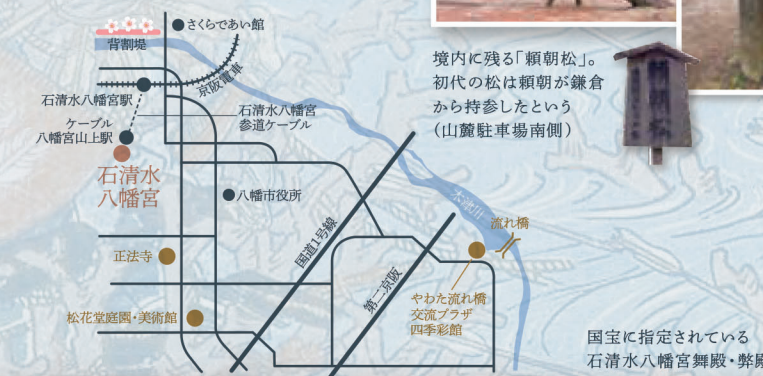 さくらであい館
背割堤
京阪電車
石清水八幡宮駅
石清水八幡宮
参道ケーブル
ケーブル
八幡宮山上駅
石清水
八幡宮
八幡市役所
木津川
流れ橋
国道1号線
正法寺
第二京阪
やわた流れ橋
交流プラザ
四季彩館
松花堂庭園・美術館
境内に残る「頼朝松」。
初代の松は頼朝が鎌倉
から持参したという
(山麓駐車場南側)
国宝に指定されている
石清水八幡宮舞殿・幣殿